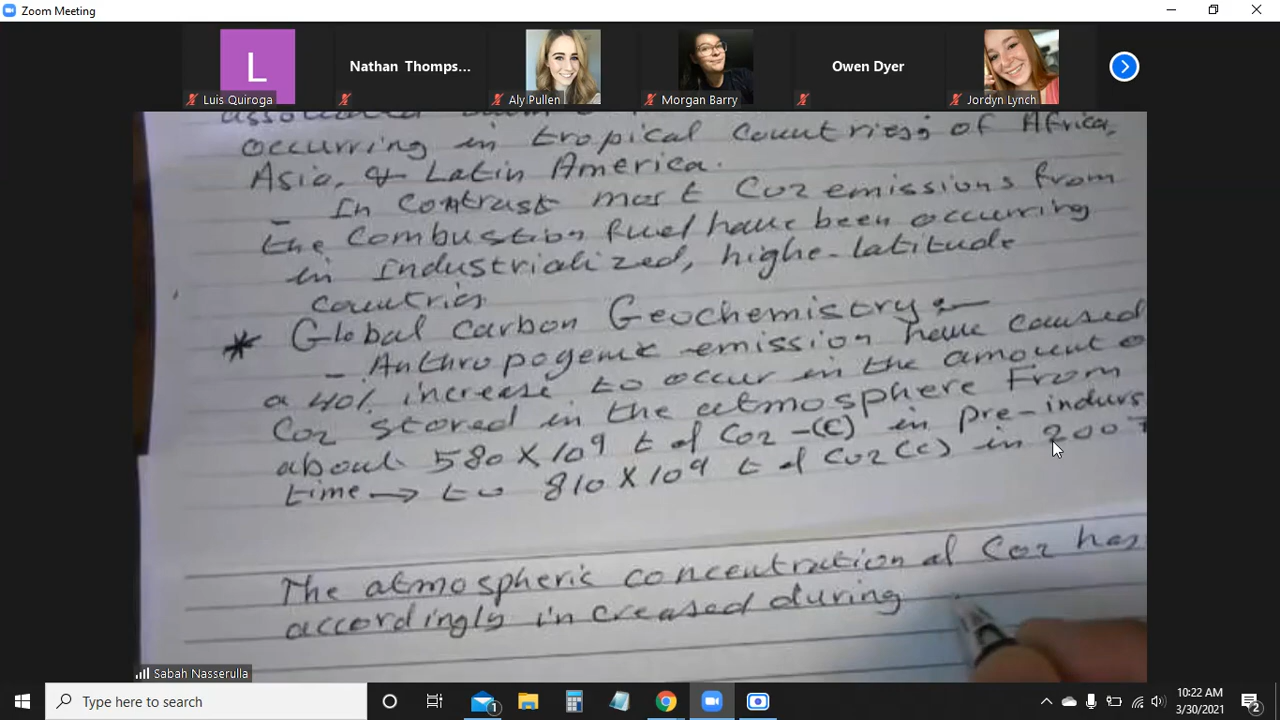 Zoom Meeting
L
Luis Quiroga
Nathan Thomps...
Aly Pullen
Morgan Barry
Owen Dyer
Jordyn Lynch
occurring in tropical countries of Africa,
Asia, & Latin America.
- In contrast most Co2 emissions from
the combustion fuel have been occurring
in Industrialized, highe-latitude
countries
* Global carbon Geochemistry:-
- Anthropogenic emission have caused
a 40% increase to occur in the amount o
Co2 stored in the atmosphere From
about 580 X 10⁹ t of Co2 -(C) in pre-indus
time → to 810 X 10⁹ t of Co2 (C) in 2007
The atmospheric concentration of Co2 has
accordingly increased during
Sabah Nasserulla
Type here to search
1
10:22 AM
3/30/2021
2